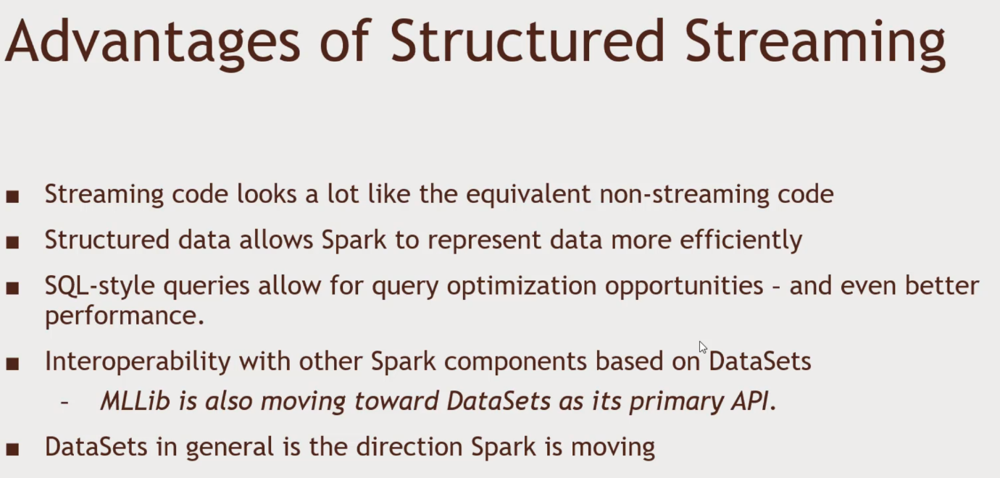 Advantages of Structured Streaming
■ Streaming code looks a lot like the equivalent non-streaming code
■ Structured data allows Spark to represent data more efficiently
■ SQL-style queries allow for query optimization opportunities – and even better
performance.
■ Interoperability with other Spark components based on DataSets
– MLLib is also moving toward DataSets as its primary API.
■ DataSets in general is the direction Spark is moving